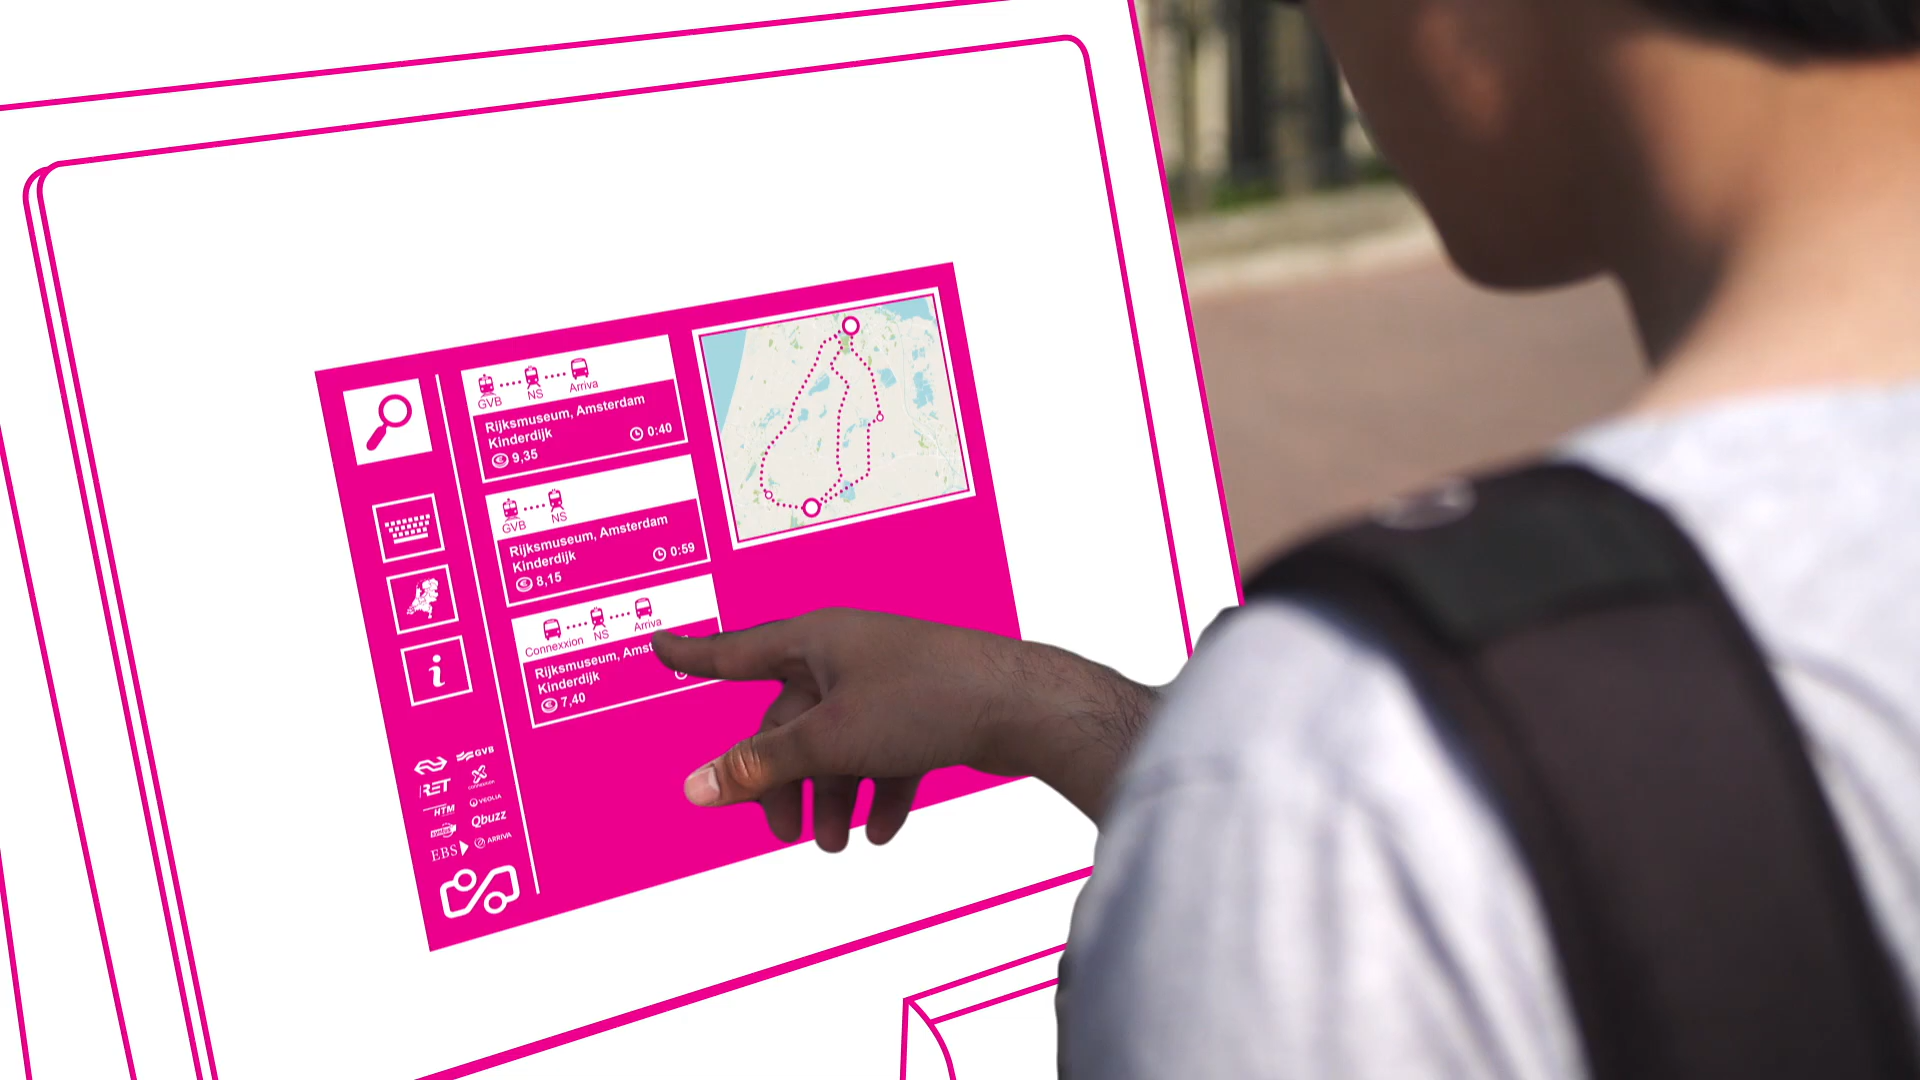 GVB NS Arriva
Rijksmuseum, Amsterdam
Kinderdijk
0:40
€ 9,35
GVB NS
Rijksmuseum, Amsterdam
Kinderdijk
0:59
€ 8,15
Connexxion NS Arriva
Rijksmuseum, Amst
Kinderdijk
€ 7,40
i
GVB
RET
connexxion
HTM
VEOLIA
Qbuzz
EBS
ARRIVA